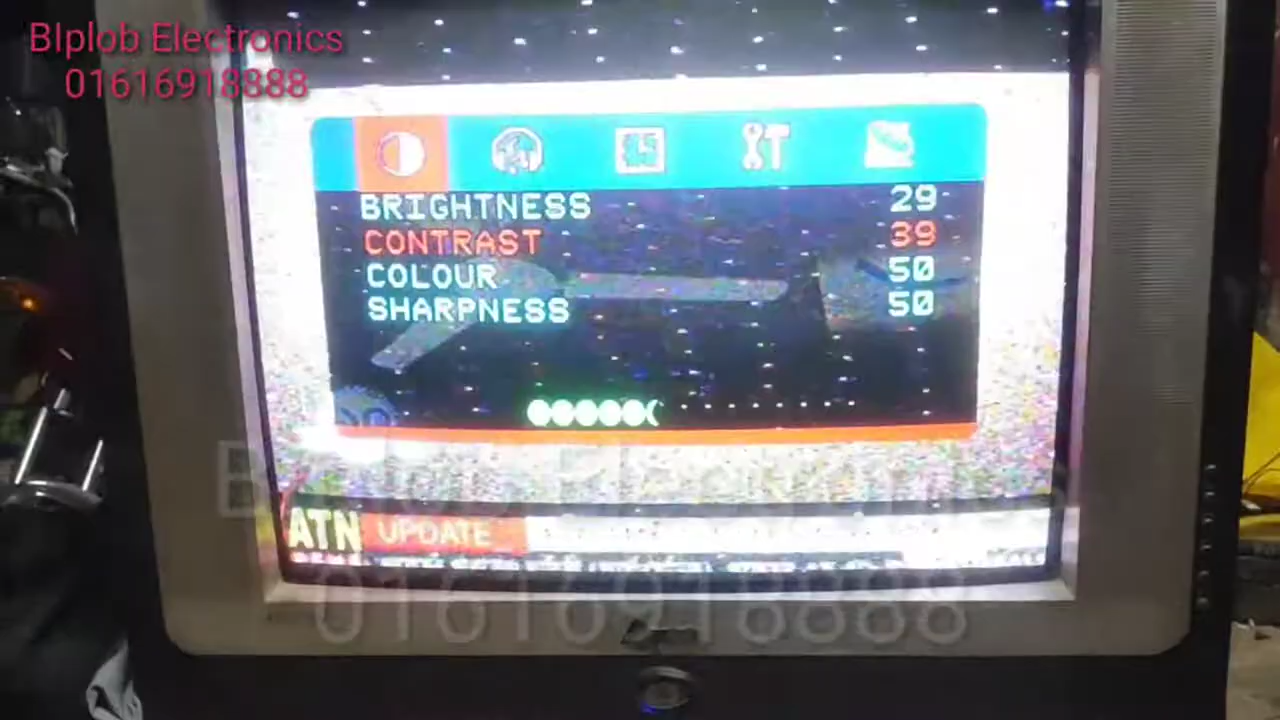 BIplob Electronics
01616918888
BRIGHTNESS 29
CONTRAST 39
COLOUR 50
SHARPNESS 50
ATN UPDATE
01616918888